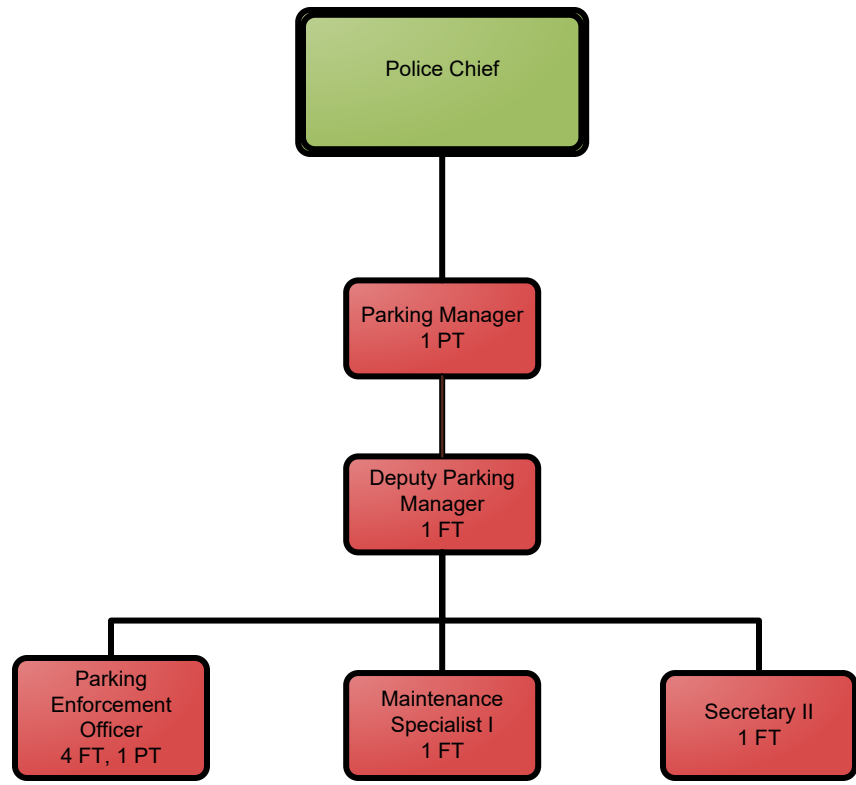 Police Chief
Parking Manager
1 PT
Deputy Parking
Manager
1 FT
Parking
Enforcement
Officer
4 FT, 1 PT
Maintenance
Specialist I
1 FT
Secretary II
1 FT